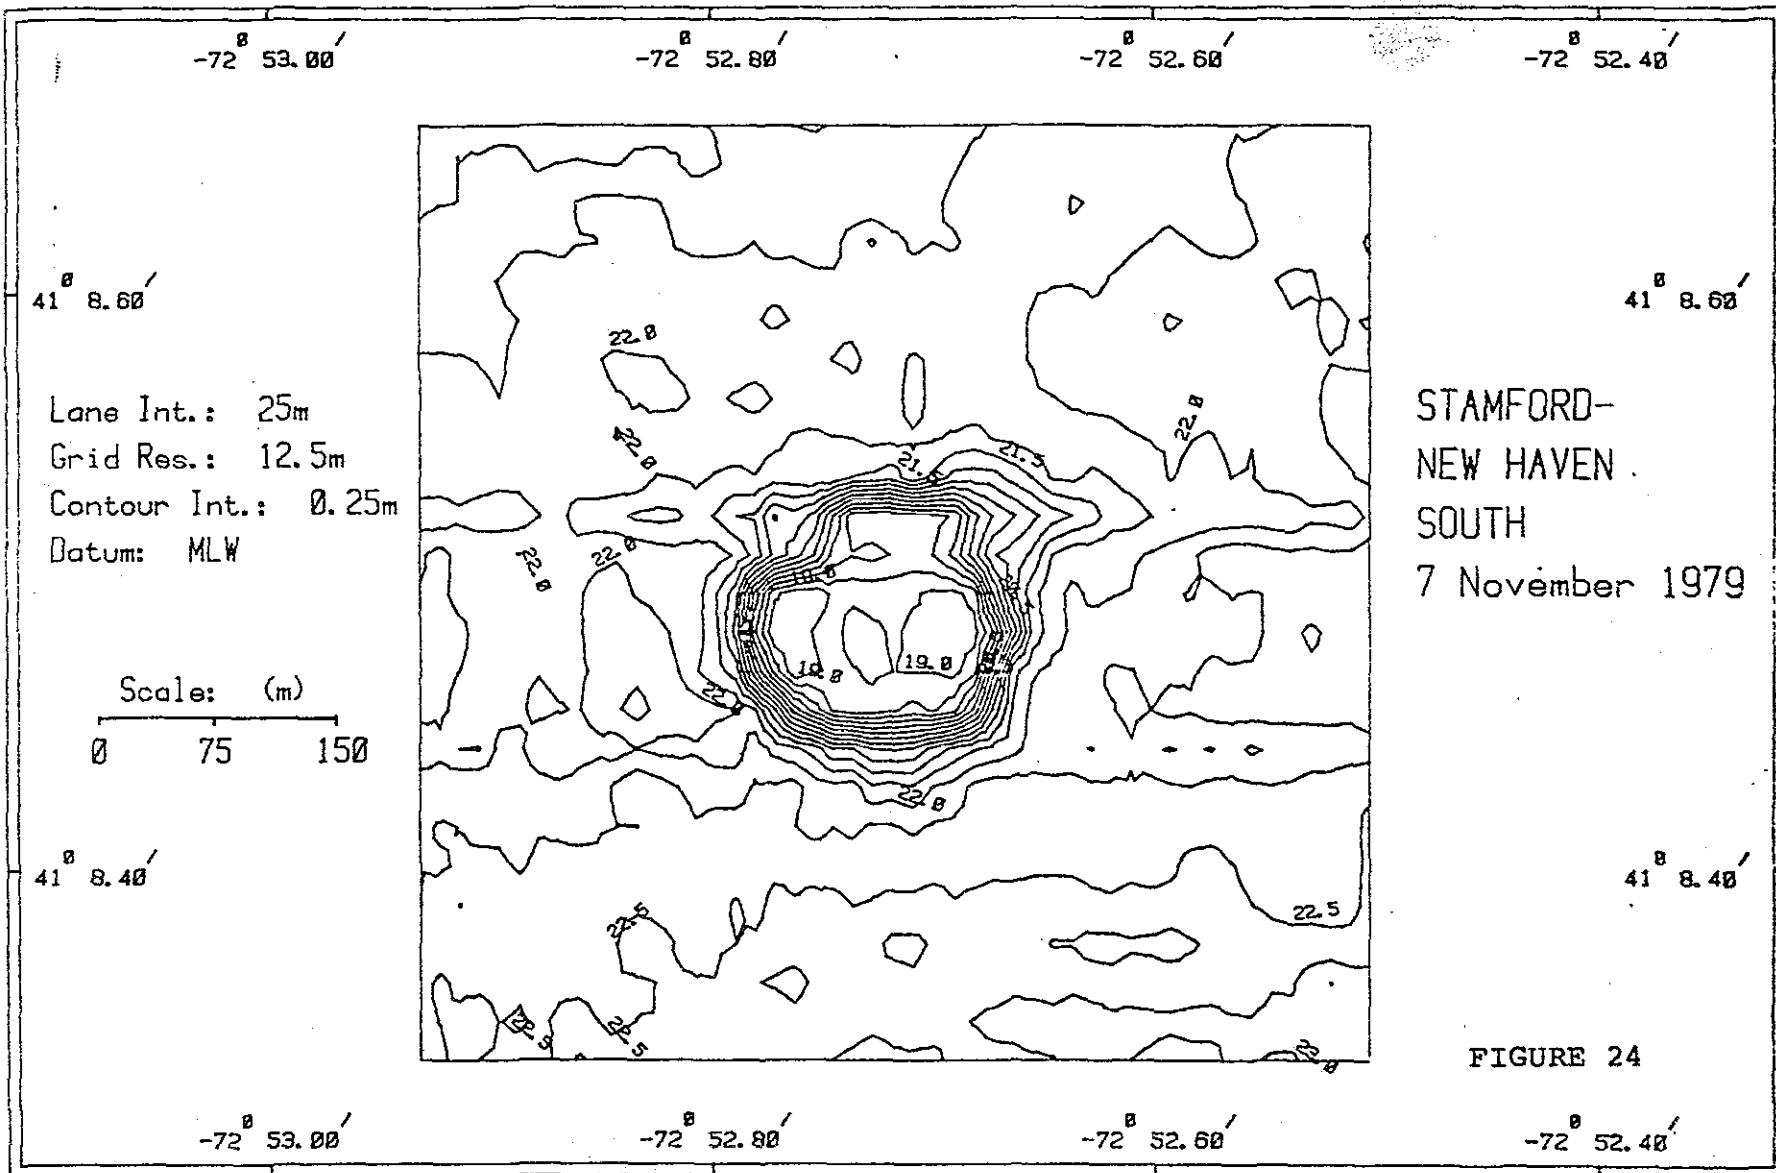 -72° 53.00′ -72° 52.80′ -72° 52.60′ -72° 52.40′
41° 8.60′ 41° 8.60′
22.0
Lane Int.: 25m
Grid Res.: 12.5m
Contour Int.: 0.25m
Datum: MLW
STAMFORD-
NEW HAVEN
SOUTH
7 November 1979
22.0
22.0
21.5
21.5
22.0
22.0
19.0
19.0
19.0
22.0
Scale: (m)
0 75 150
22.0
41° 8.40′ 41° 8.40′
22.5
22.5
22.5
22.5
23.0
FIGURE 24
-72° 53.00′ -72° 52.80′ -72° 52.60′ -72° 52.40′